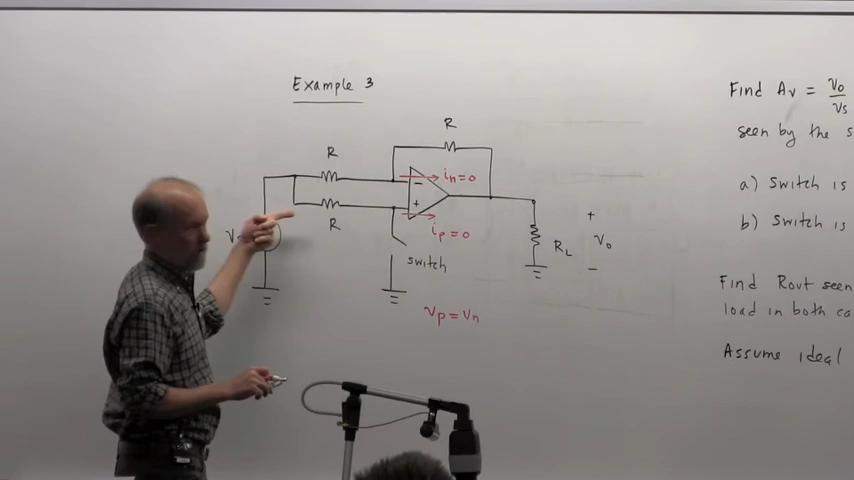 Example 3
R
R
- in=0
+
R
ip=0
V
switch
RL
+
vo
-
vp=vn
Find Av = vo/vs
seen by the s
a) switch is
b) switch is
Find Rout seen
load in both ca
Assume ideal